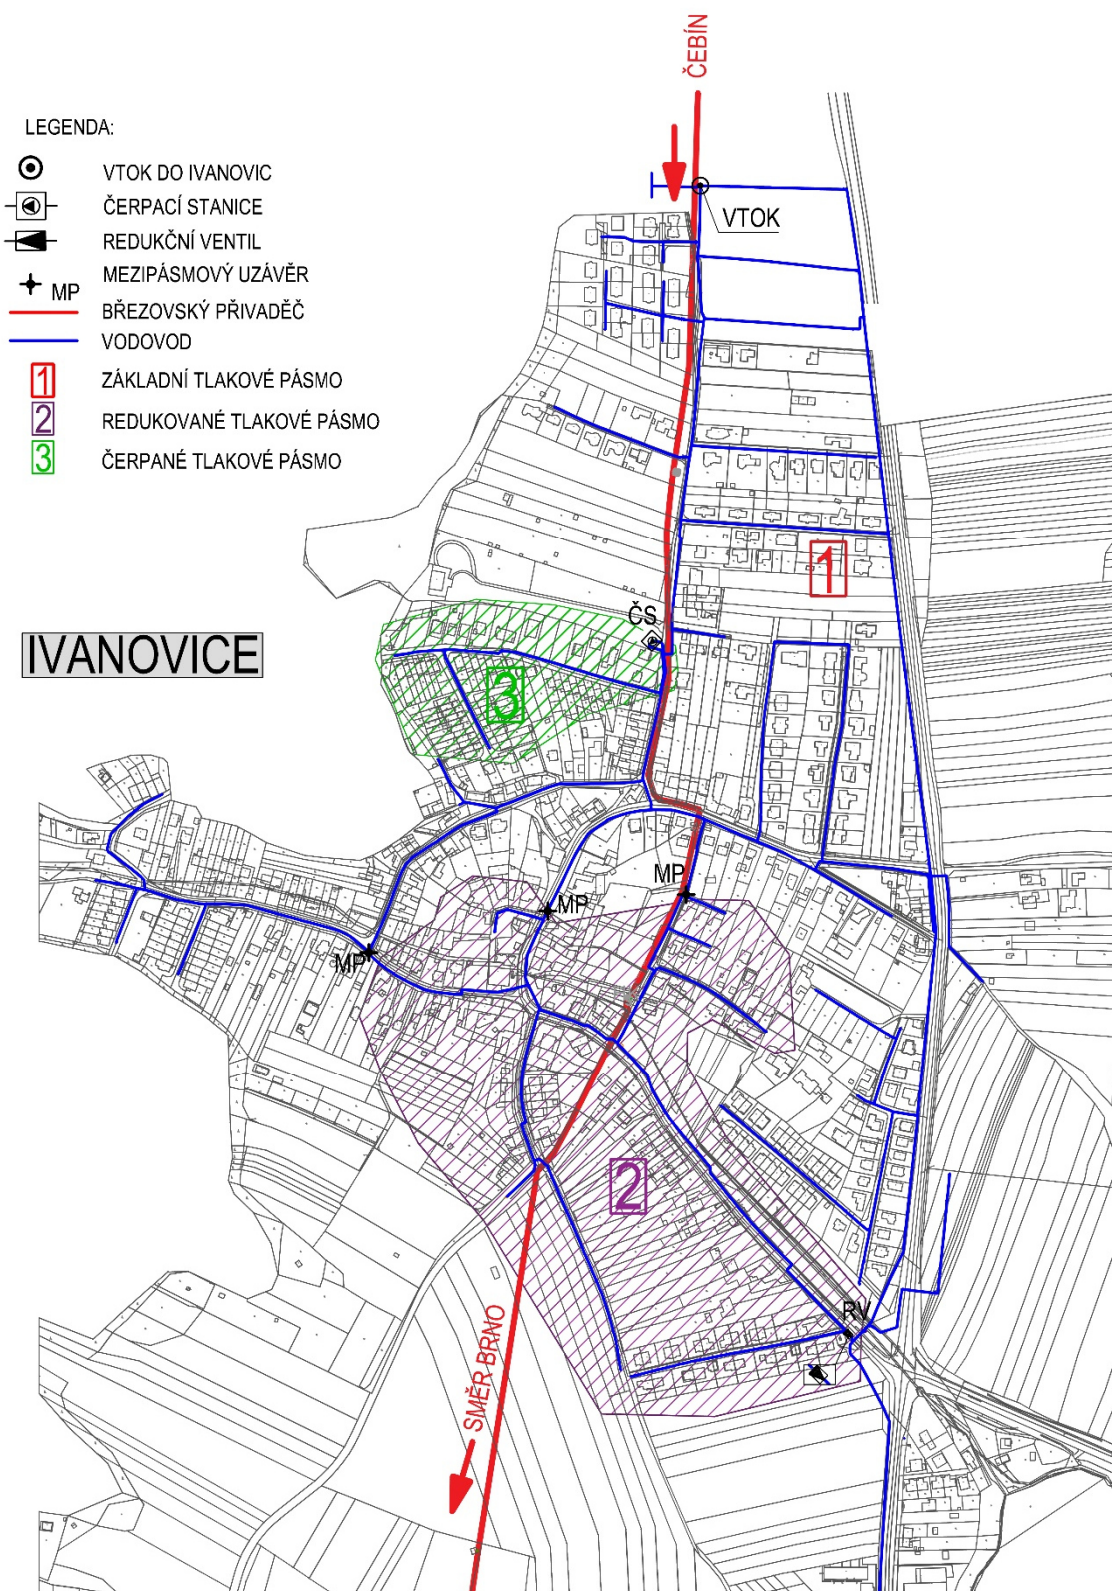 ČEBÍN
LEGENDA:
VTOK DO IVANOVIC
ČERPACÍ STANICE
REDUKČNÍ VENTIL
MP MEZIPÁSMOVÝ UZÁVĚR
BŘEZOVSKÝ PŘIVADĚČ
VODOVOD
1 ZÁKLADNÍ TLAKOVÉ PÁSMO
2 REDUKOVANÉ TLAKOVÉ PÁSMO
3 ČERPANÉ TLAKOVÉ PÁSMO
VTOK
1
ČS
IVANOVICE
3
MP
MP
MP
2
RV
SMĚR BRNO